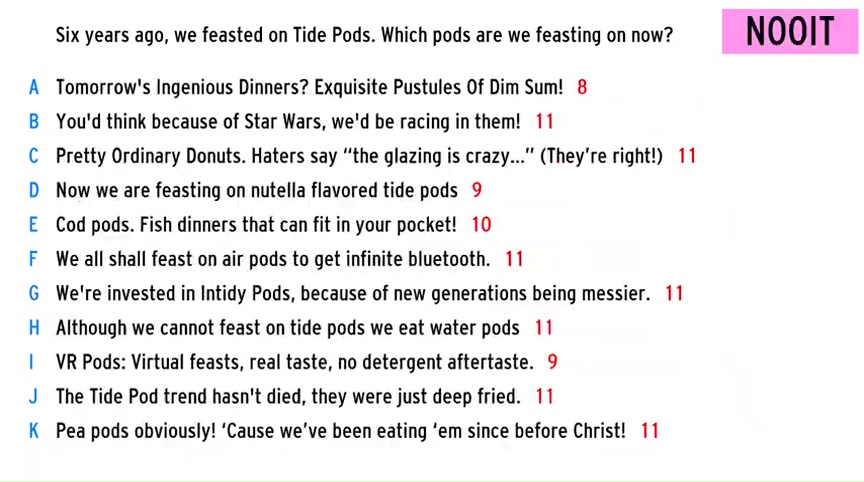 Six years ago, we feasted on Tide Pods. Which pods are we feasting on now?
NOOIT
A Tomorrow's Ingenious Dinners? Exquisite Pustules Of Dim Sum! 8
B You'd think because of Star Wars, we'd be racing in them! 11
C Pretty Ordinary Donuts. Haters say “the glazing is crazy...” (They’re right!) 11
D Now we are feasting on nutella flavored tide pods 9
E Cod pods. Fish dinners that can fit in your pocket! 10
F We all shall feast on air pods to get infinite bluetooth. 11
G We're invested in Intidy Pods, because of new generations being messier. 11
H Although we cannot feast on tide pods we eat water pods 11
I VR Pods: Virtual feasts, real taste, no detergent aftertaste. 9
J The Tide Pod trend hasn't died, they were just deep fried. 11
K Pea pods obviously! ‘Cause we’ve been eating ‘em since before Christ! 11